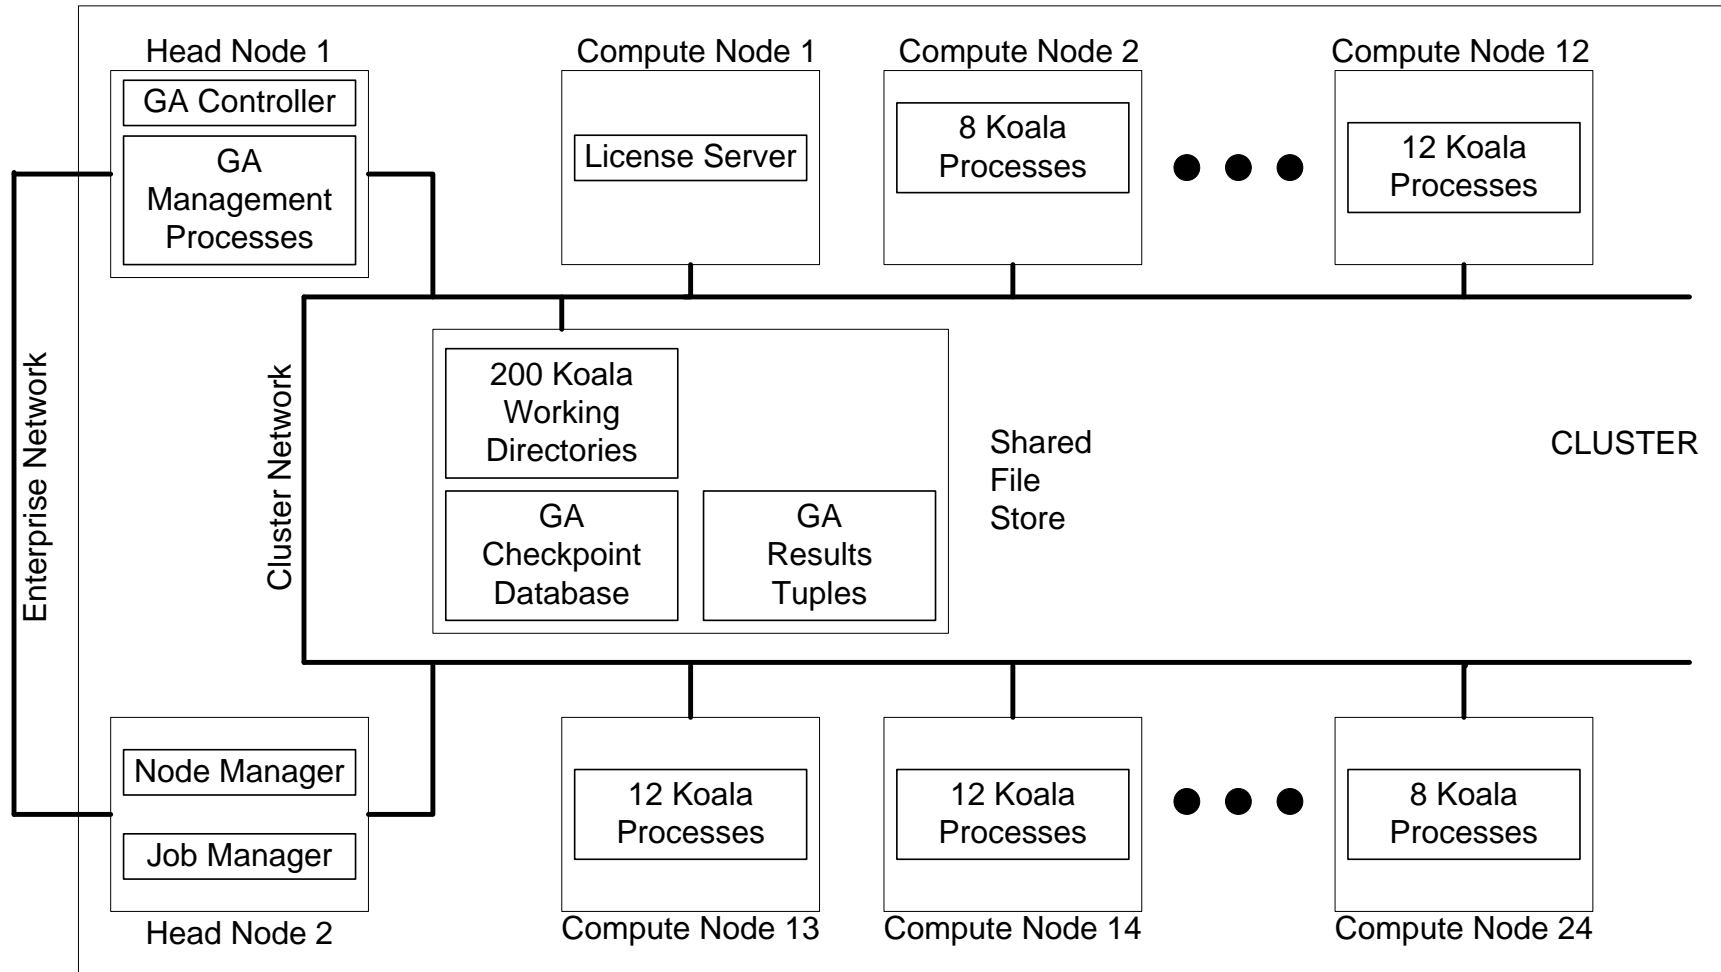 Head Node 1
GA Controller
GA
Management
Processes
Compute Node 1
License Server
Compute Node 2
8 Koala
Processes
Compute Node 12
12 Koala
Processes
Enterprise Network
Cluster Network
200 Koala
Working
Directories
GA
Checkpoint
Database
GA
Results
Tuples
Shared
File
Store
CLUSTER
Node Manager
Job Manager
Head Node 2
12 Koala
Processes
Compute Node 13
12 Koala
Processes
Compute Node 14
8 Koala
Processes
Compute Node 24